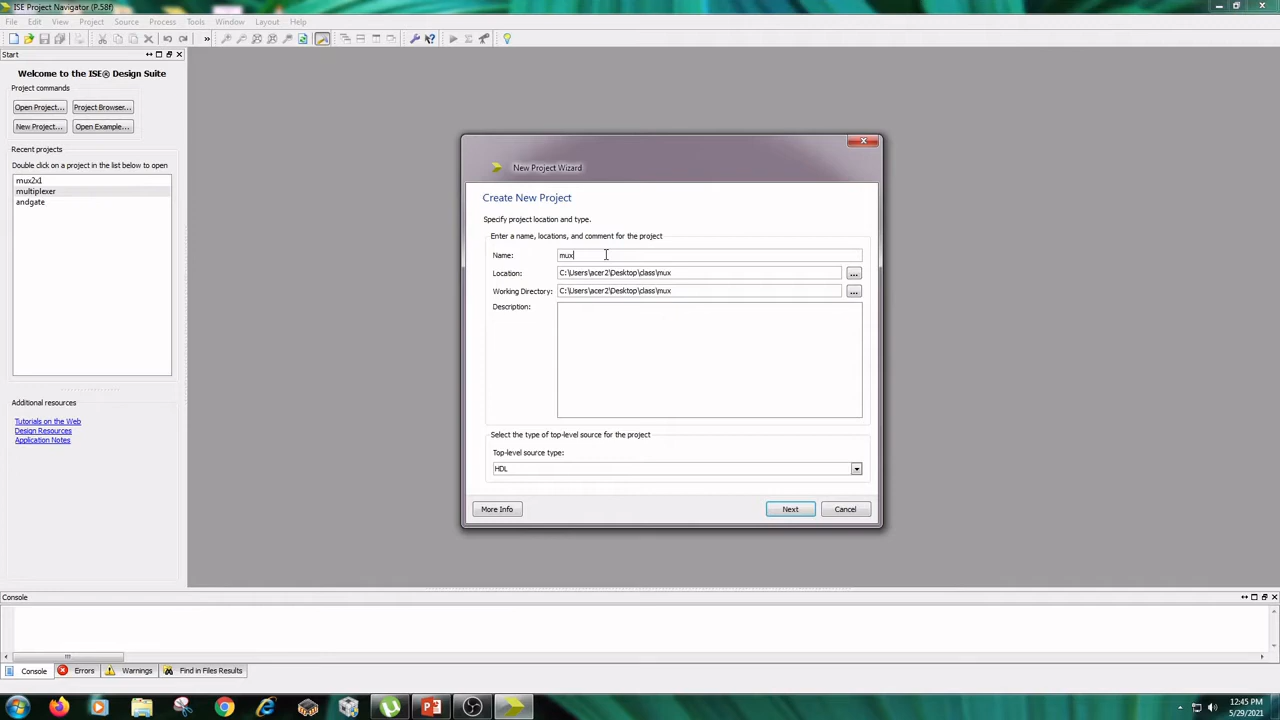 ISE Project Navigator (P.58f)
File Edit View Project Source Process Tools Window Layout Help
»
Start
Welcome to the ISE® Design Suite
Project commands
Open Project... Project Browser...
New Project... Open Example...
Recent projects
Double click on a project in the list below to open
mux2x1
multiplexer
andgate
Additional resources
Tutorials on the Web
Design Resources
Application Notes
New Project Wizard
Create New Project
Specify project location and type.
Enter a name, locations, and comment for the project
Name: mux
Location: C:\Users\acer2\Desktop\class\mux ...
Working Directory: C:\Users\acer2\Desktop\class\mux ...
Description:
Select the type of top-level source for the project
Top-level source type:
HDL
More Info Next Cancel
Console
Console Errors Warnings Find in Files Results
12:45 PM
5/29/2021